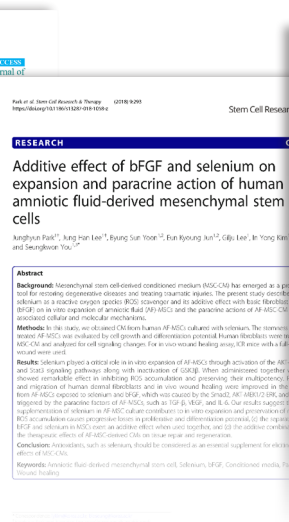 CCESS
rnal of
Park et al. Stem Cell Research & Therapy (2018) 9:293
https://doi.org/10.1186/s13287-018-1058-z
Stem Cell Resear
RESEARCH
Additive effect of bFGF and selenium on
expansion and paracrine action of human
amniotic fluid-derived mesenchymal stem
cells
Junghyun Park, Jung Han Lee, Byung Sun Yoon, Eun Kyoung Jun, Gilju Lee, In Yong Kim
and Seungkwon You
Abstract
Background: Mesenchymal stem cell-derived conditioned medium (MSC-CM) has emerged as a pro
tool for restoring degenerative diseases and treating traumatic injuries. The present study describe
selenium as a reactive oxygen species (ROS) scavenger and its additive effect with basic fibroblast
(bFGF) on in vitro expansion of amniotic fluid (AF)-MSCs and the paracrine actions of AF-MSC-CM
associated cellular and molecular mechanisms.
Methods: In this study, we obtained CM from human AF-MSCs cultured with selenium. The stemness
treated AF-MSCs was evaluated by cell growth and differentiation potential. Human fibroblasts were tr
MSC-CM and analyzed for cell signaling changes. For in vivo wound healing assay, ICR mice with a full-
wound were used.
Results: Selenium played a critical role in in vitro expansion of AF-MSCs through activation of the AKT-
and Stat3 signaling pathways along with inactivation of GSK3β. When administered together w
showed remarkable effect in inhibiting ROS accumulation and preserving their multipotency. P
and migration of human dermal fibroblasts and in vivo wound healing were improved in the
from AF-MSCs exposed to selenium and bFGF, which was caused by the Smad2, AKT-MEK1/2-ERK, and
triggered by the paracrine factors of AF-MSCs, such as TGF-β, VEGF, and IL-6. Our results suggest
supplementation of selenium in AF-MSC culture contributes to in vitro expansion and preservation of
ROS accumulation causes progressive losses in proliferative and differentiation potential, (c) the separate
bFGF and selenium in MSCs exert an additive effect when used together, and (d) the additive combina
the therapeutic effects of AF-MSC-derived CMs on tissue repair and regeneration.
Conclusion: Antioxidants, such as selenium, should be considered as an essential supplement for eliciting
effects of MSC-CMs.
Keywords: Amniotic fluid-derived mesenchymal stem cell, Selenium, bFGF, Conditioned media, Pa
Wound healing